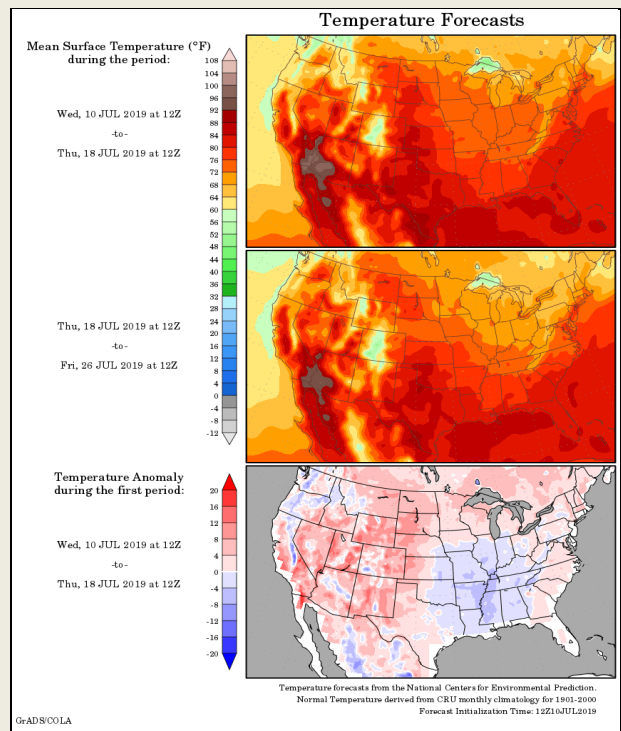 Temperature Forecasts
Mean Surface Temperature (°F)
during the period:
Wed, 10 JUL 2019 at 12Z
-to-
Thu, 18 JUL 2019 at 12Z
108
104
100
96
92
88
84
80
76
72
68
64
60
56
52
48
44
40
36
32
28
24
20
16
12
8
4
0
-4
-8
-12
Thu, 18 JUL 2019 at 12Z
-to-
Fri, 26 JUL 2019 at 12Z
Temperature Anomaly
during the first period:
Wed, 10 JUL 2019 at 12Z
-to-
Thu, 18 JUL 2019 at 12Z
20
16
12
8
4
0
-4
-8
-12
-16
-20
Temperature forecasts from the National Centers for Environmental Prediction.
Normal Temperature derived from CRU monthly climatology for 1901-2000
Forecast Initialization Time: 12Z10JUL2019
GrADS/COLA